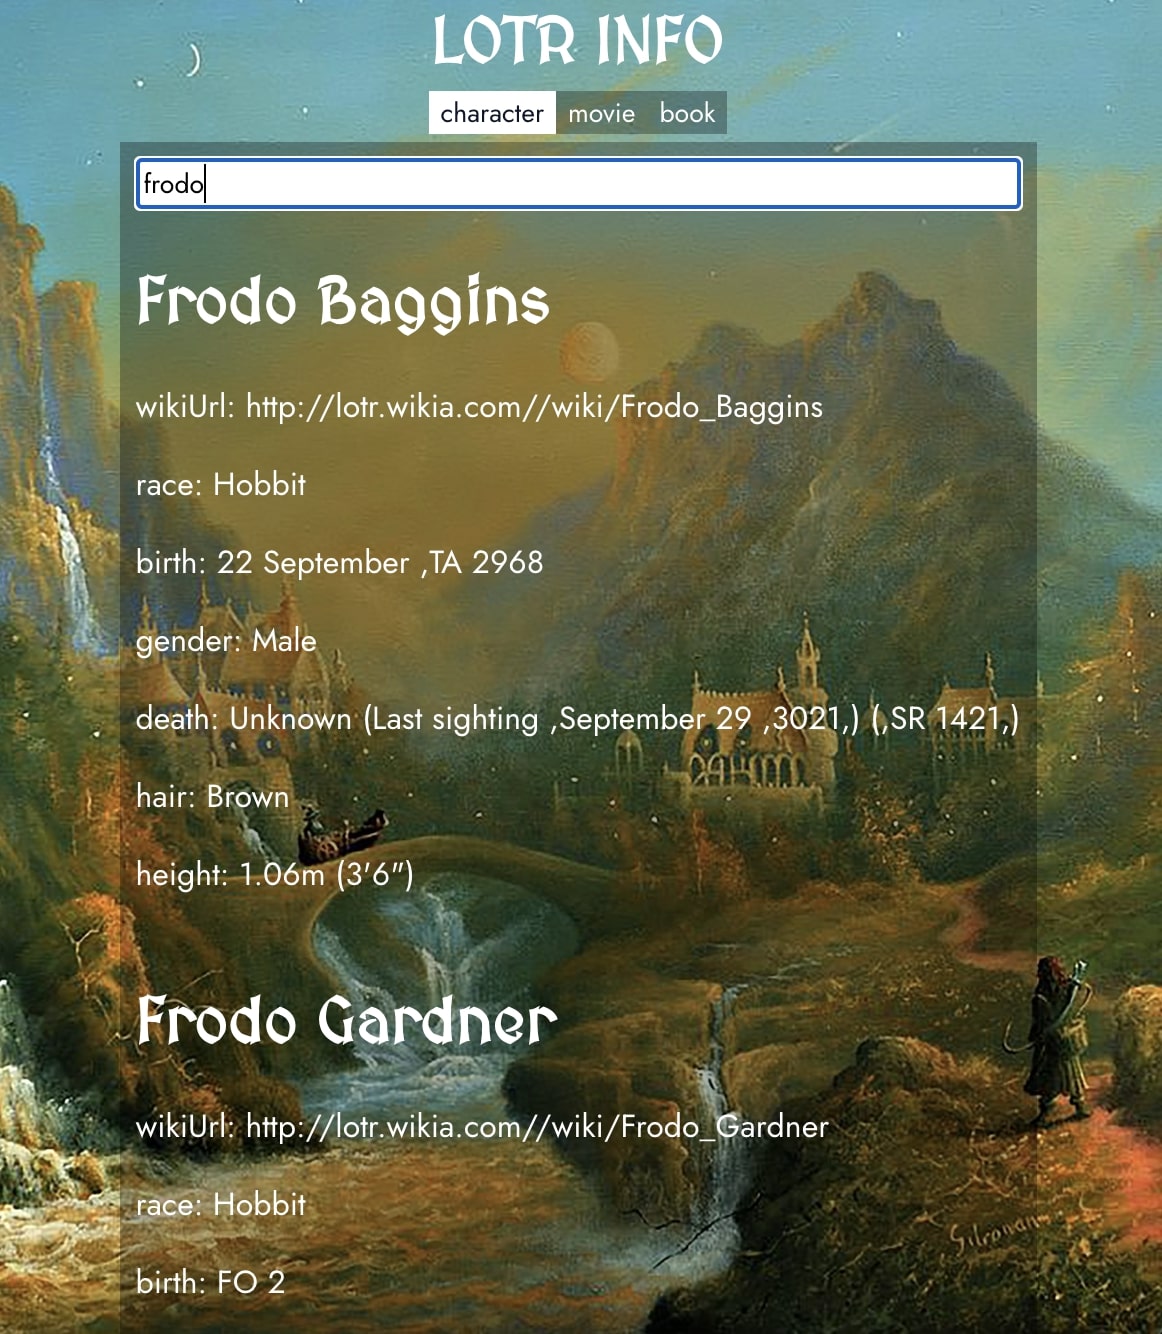 LOTR INFO
character movie book
frodo
Frodo Baggins
wikiUrl: http://lotr.wikia.com//wiki/Frodo_Baggins
race: Hobbit
birth: 22 September ,TA 2968
gender: Male
death: Unknown (Last sighting ,September 29 ,3021,) (,SR 1421,)
hair: Brown
height: 1.06m (3'6")
Frodo Gardner
wikiUrl: http://lotr.wikia.com//wiki/Frodo_Gardner
race: Hobbit
birth: FO 2